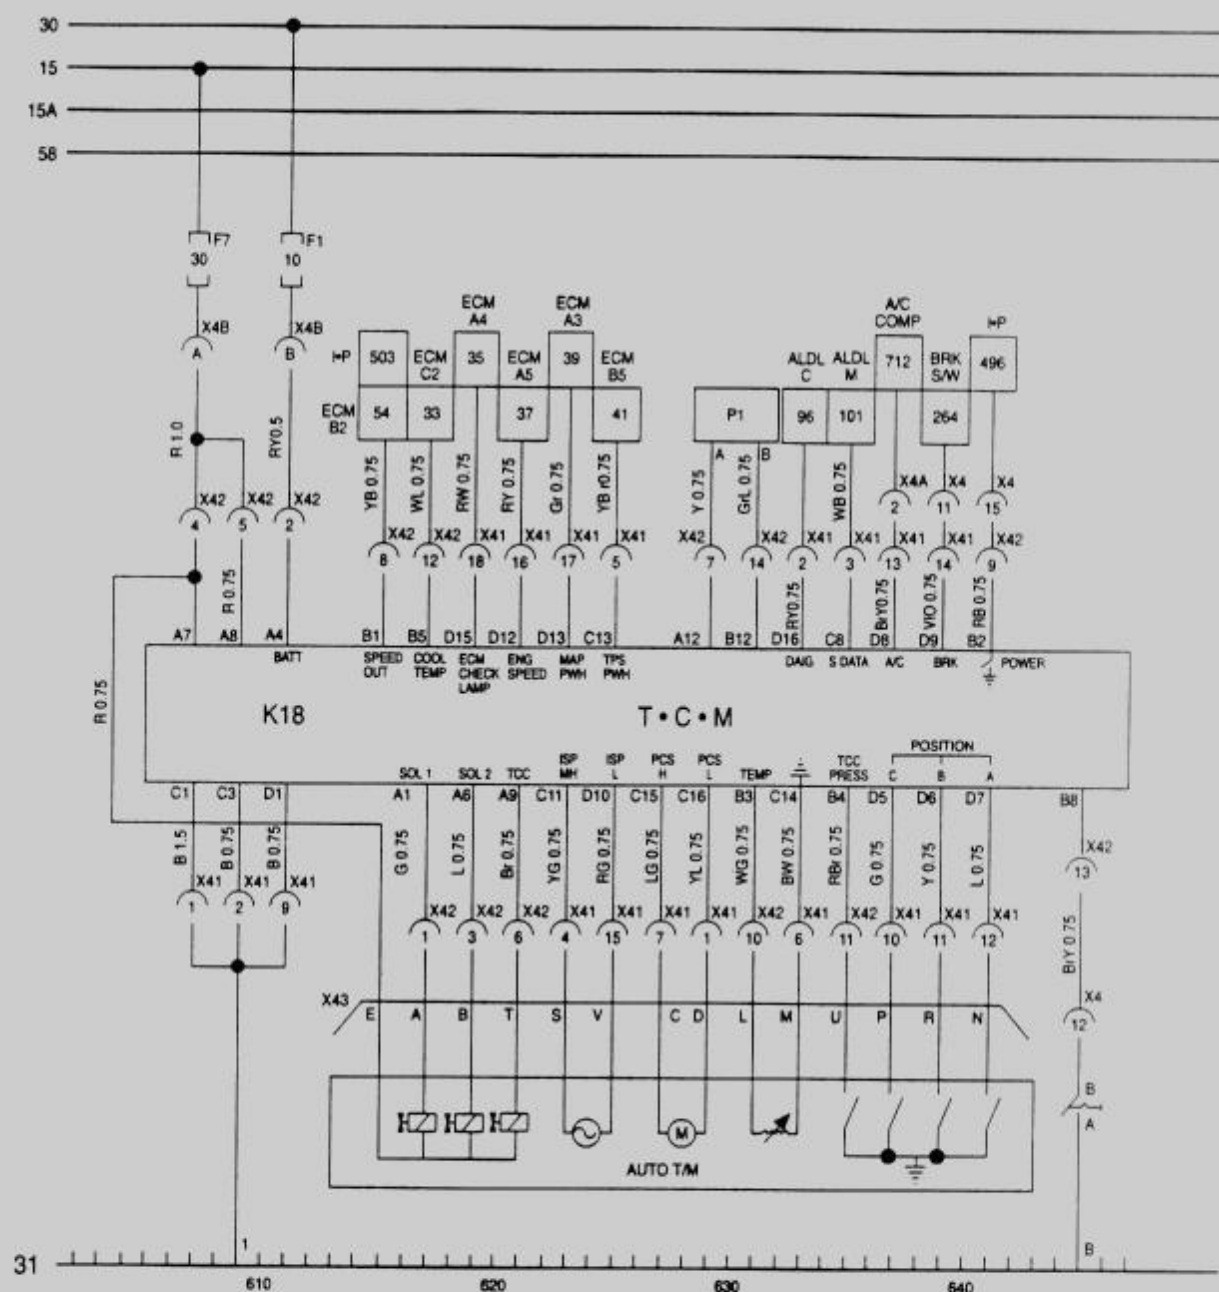 30
15
15A
58
F7 F1
30 10
X4B X4B
A B
R 1.0 RY0.5
X42 X42 X42
4 5 2
R 0.75
R 0.75
ECM A4 ECM A3
A/C COMP
I•P 503 ECM C2 35 ECM A5 39 ECM B5
ALDL C ALDL M 712 BRK S/W 496 I•P
ECM B2 54 33 37 41
P1 96 101 264
A B
YB 0.75 WL 0.75 RW 0.75 RY 0.75 Gr 0.75 YB r0.75 Y 0.75 GrL 0.75 WB 0.75
X4A X4 X4
2 11 15
X42 X42 X41 X41 X41 X41 X42 X42 X41 X41 X41 X41 X42
8 12 18 16 17 5 7 14 2 3 13 14 9
RY0.75 BrY0.75 VIO 0.75 RB 0.75
A7 A8 A4 B1 B5 D15 D12 D13 C13 A12 B12 D16 C8 D8 D9 B2
BATT SPEED OUT COOL TEMP ECM CHECK LAMP ENG SPEED MAP PWH TPS PWH DAIG S DATA A/C BRK POWER
K18 T•C•M
POSITION
SOL 1 SOL 2 TCC ISP MH ISP L PCS H PCS L TEMP TCC PRESS C B A
C1 C3 D1 A1 A6 A9 C11 D10 C15 C16 B3 C14 B4 D5 D6 D7 B8
B 1.5 B 0.75 B 0.75 G 0.75 L 0.75 Br 0.75 YG 0.75 RG 0.75 LG 0.75 YL 0.75 WG 0.75 BW 0.75 RBr 0.75 G 0.75 Y 0.75 L 0.75
X42
13
X41 X41 X41
1 2 9
X42 X42 X42 X41 X41 X41 X41 X42 X41 X42 X41 X41 X41
1 3 6 4 15 7 1 10 6 11 10 11 12
BrY 0.75
X43
E A B T S V C D L M U P R N
X4
12
M
B
A
AUTO T/M
1 B
31
610 620 630 640